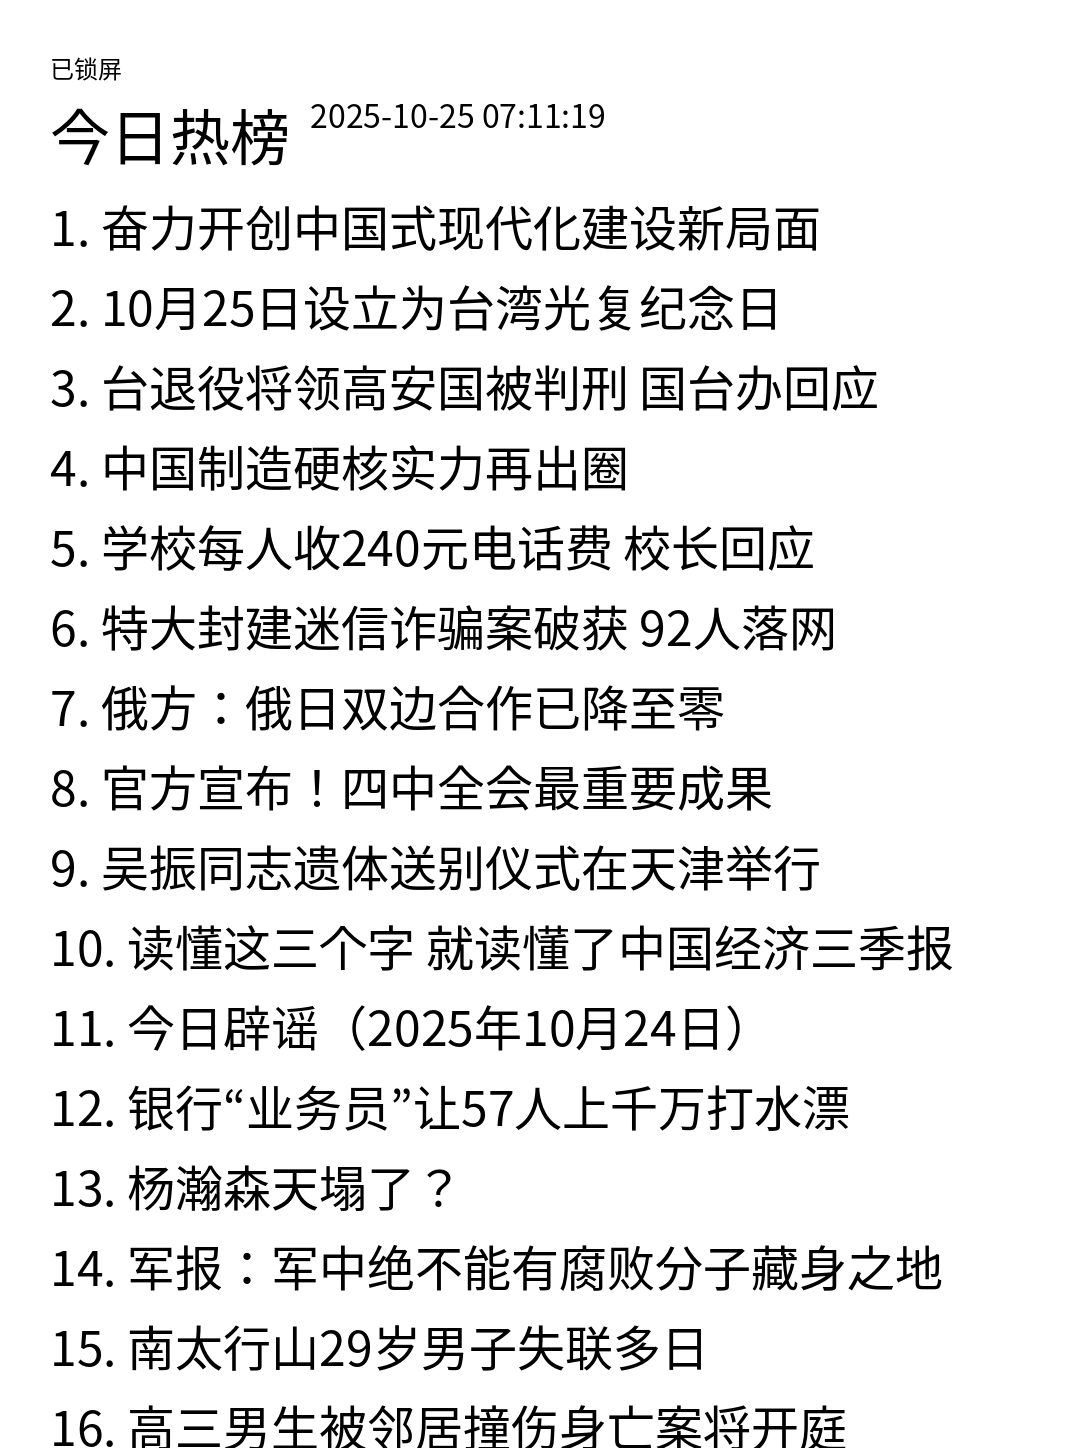 已锁屏
今日热榜 2025-10-25 07:11:19
1. 奋力开创中国式现代化建设新局面
2. 10月25日设立为台湾光复纪念日
3. 台退役将领高安国被判刑 国台办回应
4. 中国制造硬核实力再出圈
5. 学校每人收240元电话费 校长回应
6. 特大封建迷信诈骗案破获 92人落网
7. 俄方：俄日双边合作已降至零
8. 官方宣布！四中全会最重要成果
9. 吴振同志遗体送别仪式在天津举行
10. 读懂这三个字 就读懂了中国经济三季报
11. 今日辟谣（2025年10月24日）
12. 银行“业务员”让57人上千万打水漂
13. 杨瀚森天塌了？
14. 军报：军中绝不能有腐败分子藏身之地
15. 南太行山29岁男子失联多日
16. 高三男生被邻居撞伤身亡案将开庭